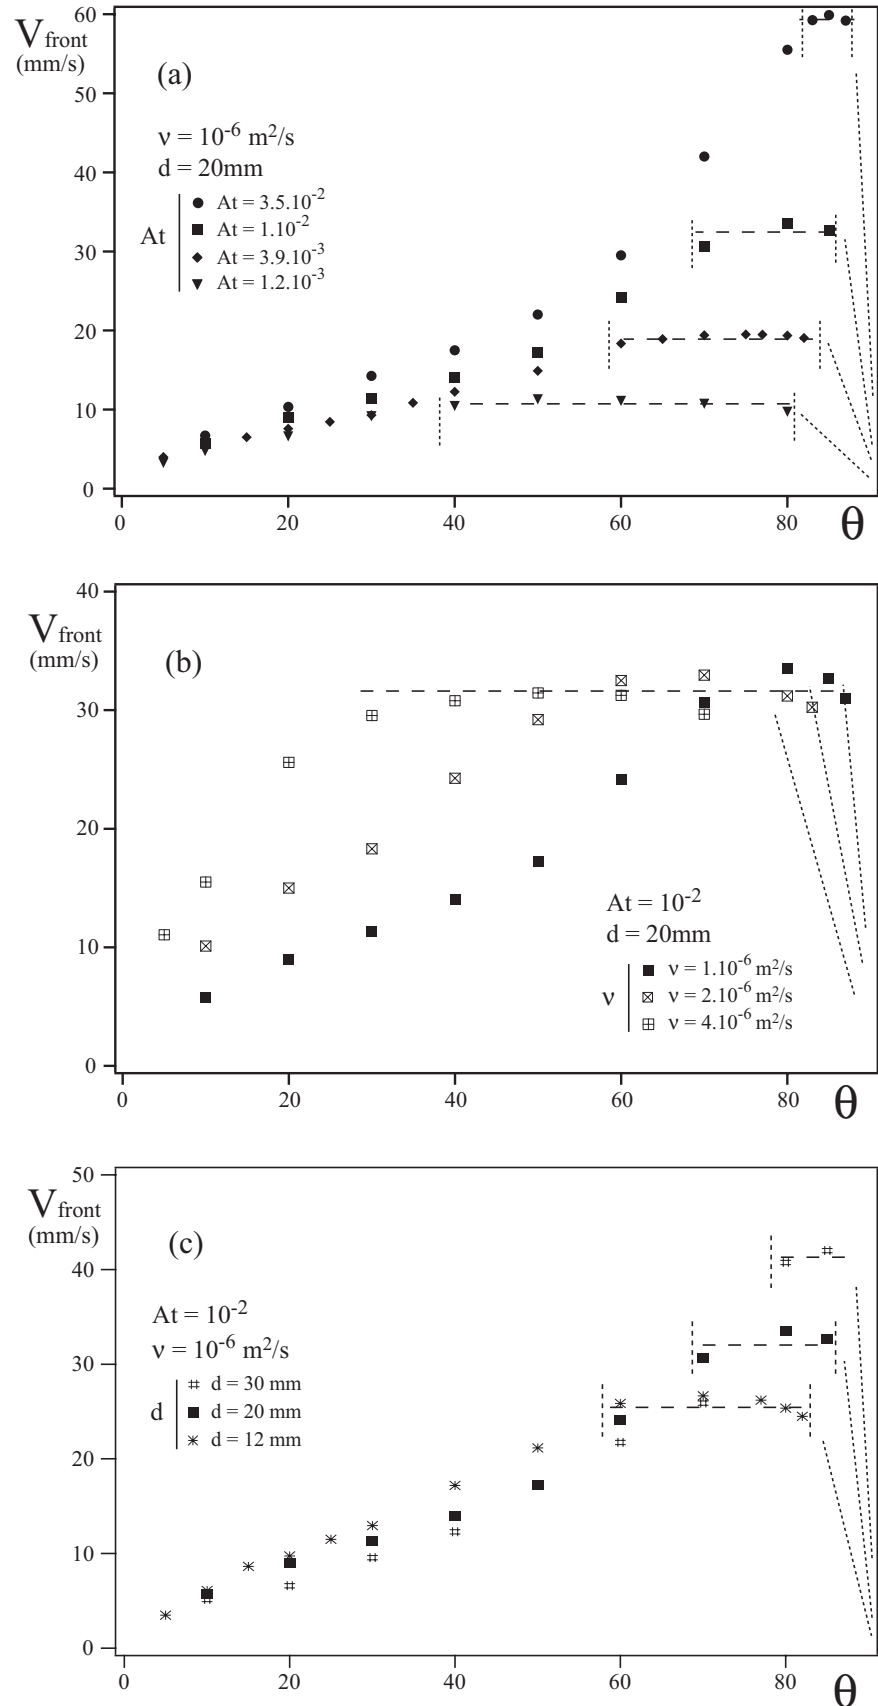 60
V front
(mm/s)
(a)
50
ν = 10⁻⁶ m²/s
d = 20mm
40
At
At = 3.5.10⁻²
At = 1.10⁻²
At = 3.9.10⁻³
At = 1.2.10⁻³
30
20
10
0
0 20 40 60 80 θ
40
V front
(mm/s)
(b)
30
20
At = 10⁻²
d = 20mm
10
ν
ν = 1.10⁻⁶ m²/s
ν = 2.10⁻⁶ m²/s
ν = 4.10⁻⁶ m²/s
0
0 20 40 60 80 θ
50
V front
(mm/s)
(c)
40
At = 10⁻²
ν = 10⁻⁶ m²/s
30
d
d = 30 mm
d = 20 mm
d = 12 mm
20
10
0
0 20 40 60 80 θ